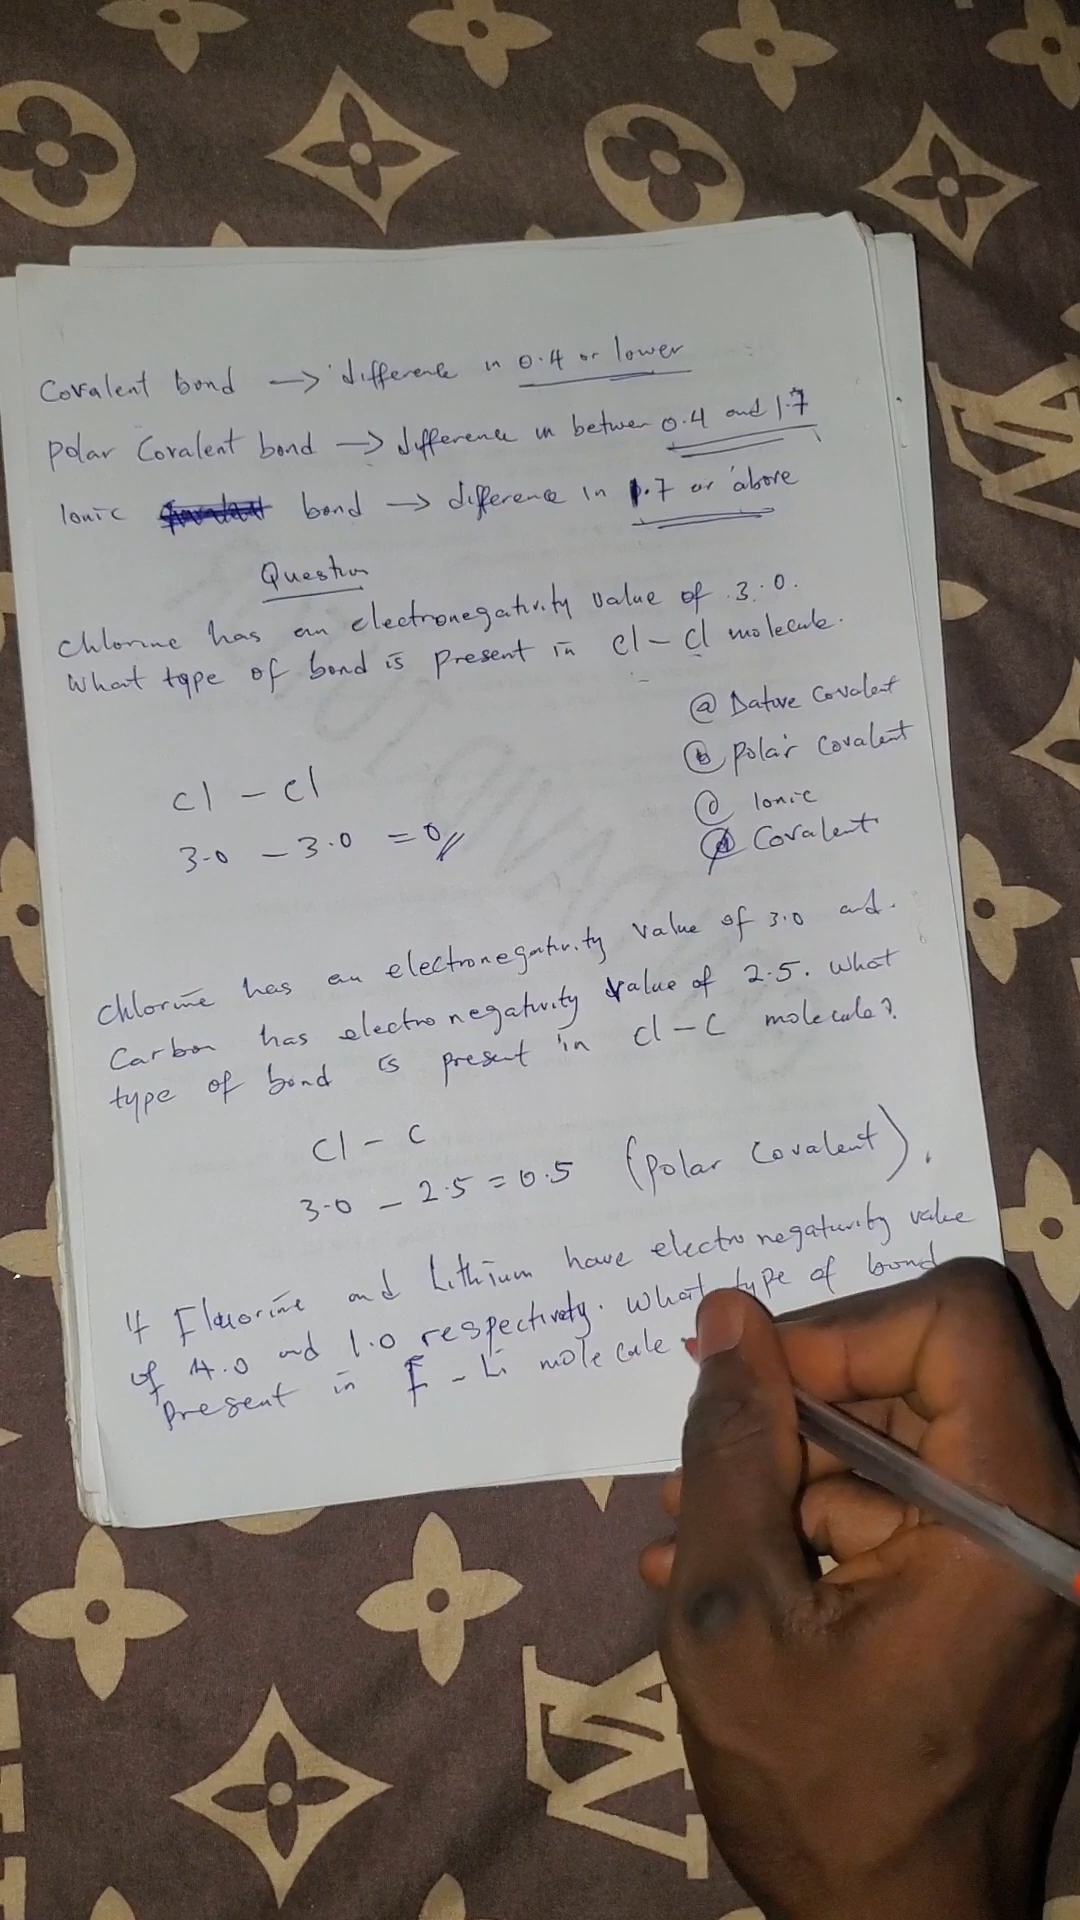 Covalent bond → difference in 0.4 or lower
Polar Covalent bond → difference in betwen 0.4 and 1.7
Ionic bond → difference in 1.7 or above
Question
Chlorine has an electronegativity value of 3.0.
What type of bond is present in Cl - Cl molecule.
(a) Dative Covalent
(b) Polar Covalent
(c) Ionic
(d) Covalent
Cl - Cl
3.0 - 3.0 = 0//
Chlorine has an electronegativity value of 3.0 and
Carbon has electronegativity value of 2.5. What
type of bond is present in Cl - C molecule?
Cl - C
3.0 - 2.5 = 0.5 (Polar Covalent).
If Fluorine and Lithium have electronegativity value
of 4.0 and 1.0 respectively. What type of bond
present in F - Li molecule